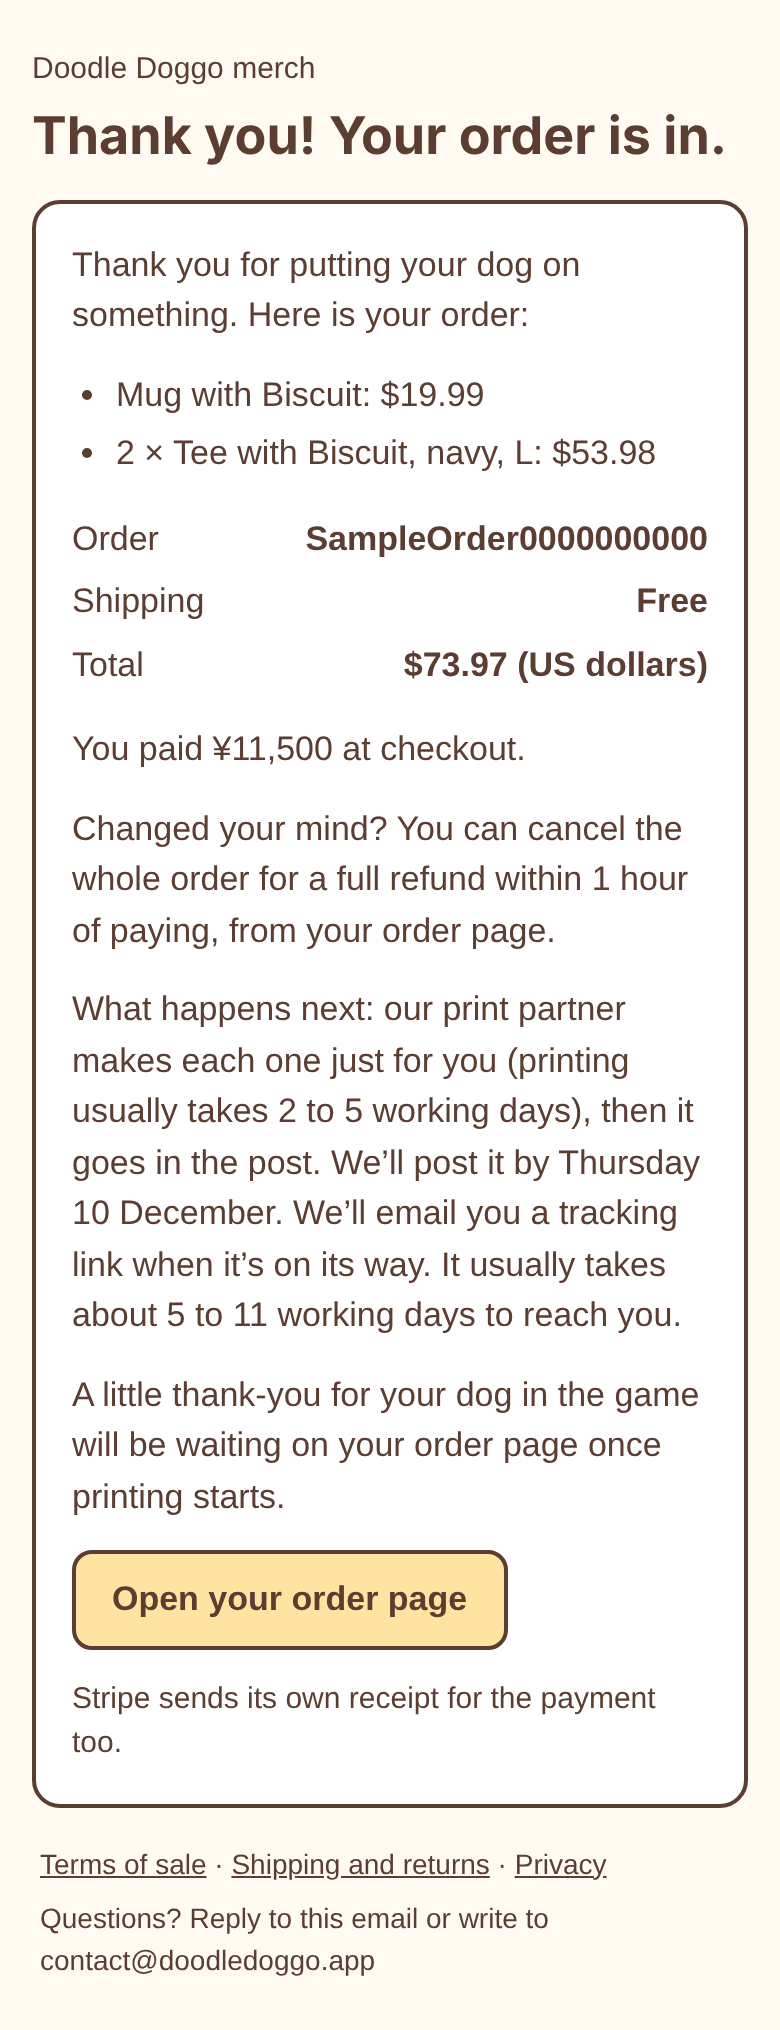 Doodle Doggo merch
Thank you! Your order is in.
Thank you for putting your dog on
something. Here is your order:
• Mug with Biscuit: $19.99
• 2 × Tee with Biscuit, navy, L: $53.98
Order SampleOrder0000000000
Shipping Free
Total $73.97 (US dollars)
You paid ¥11,500 at checkout.
Changed your mind? You can cancel the
whole order for a full refund within 1 hour
of paying, from your order page.
What happens next: our print partner
makes each one just for you (printing
usually takes 2 to 5 working days), then it
goes in the post. We’ll post it by Thursday
10 December. We’ll email you a tracking
link when it’s on its way. It usually takes
about 5 to 11 working days to reach you.
A little thank-you for your dog in the game
will be waiting on your order page once
printing starts.
Open your order page
Stripe sends its own receipt for the payment
too.
Terms of sale · Shipping and returns · Privacy
Questions? Reply to this email or write to
contact@doodledoggo.app